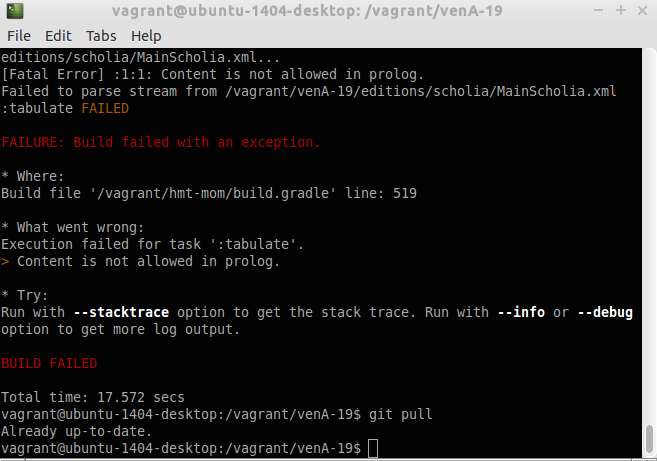 vagrant@ubuntu-1404-desktop: /vagrant/venA-19
File Edit Tabs Help
editions/scholia/MainScholia.xml...
[Fatal Error] :1:1: Content is not allowed in prolog.
Failed to parse stream from /vagrant/venA-19/editions/scholia/MainScholia.xml
:tabulate FAILED
FAILURE: Build failed with an exception.
* Where:
Build file '/vagrant/hmt-mom/build.gradle' line: 519
* What went wrong:
Execution failed for task ':tabulate'.
> Content is not allowed in prolog.
* Try:
Run with --stacktrace option to get the stack trace. Run with --info or --debug
option to get more log output.
BUILD FAILED
Total time: 17.572 secs
vagrant@ubuntu-1404-desktop:/vagrant/venA-19$ git pull
Already up-to-date.
vagrant@ubuntu-1404-desktop:/vagrant/venA-19$